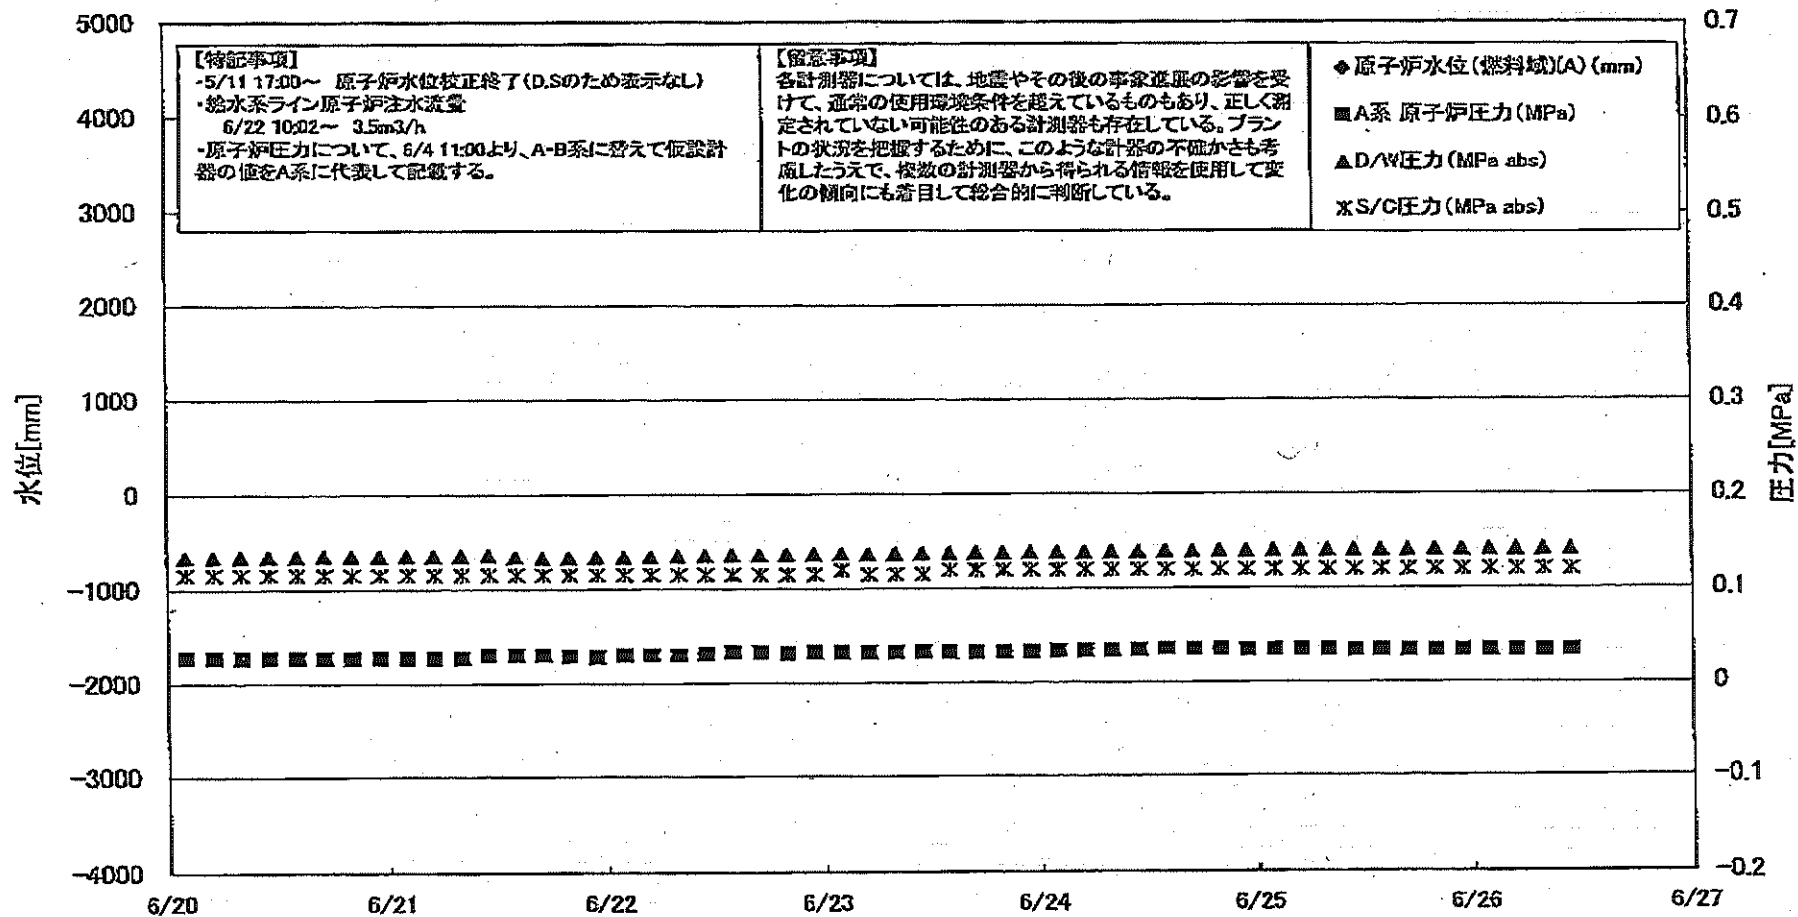 5000
4000
3000
2000
1000
0
-1000
-2000
-3000
-4000
水位[mm]
【特記事項】
・5/11 17:00～ 原子炉水位校正終了(D,Sのため表示なし)
・給水系ライン原子炉注水流量
6/22 10:02～ 3.5m3/h
・原子炉圧力について、6/4 11:00より、A・B系に替えて仮設計
器の値をA系に代表して記載する。
【留意事項】
各計測器については、地震やその後の事象進展の影響を受
けて、通常の使用環境条件を超えているものもあり、正しく測
定されていない可能性のある計測器も存在している。プラン
トの状況を把握するために、このような計器の不確かさも考
慮したうえで、複数の計測器から得られる情報を使用して変
化の傾向にも着目して総合的に判断している。
◆原子炉水位(燃料域)(A)(mm)
■A系 原子炉圧力(MPa)
▲D/W圧力(MPa abs)
※S/C圧力(MPa abs)
0.7
0.6
0.5
0.4
0.3
0.2
0.1
0
-0.1
-0.2
圧力[MPa]
6/20 6/21 6/22 6/23 6/24 6/25 6/26 6/27